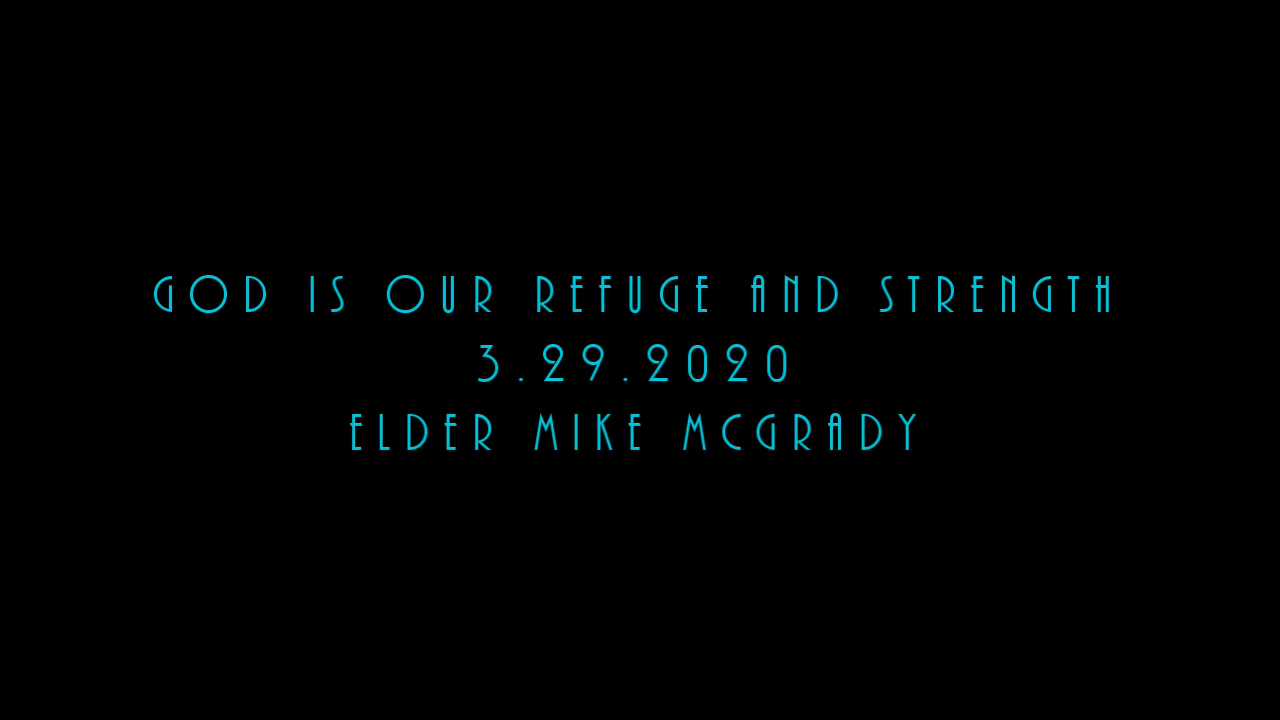 GOD IS OUR REFUGE AND STRENGTH
3.29.2020
ELDER MIKE MCGRADY